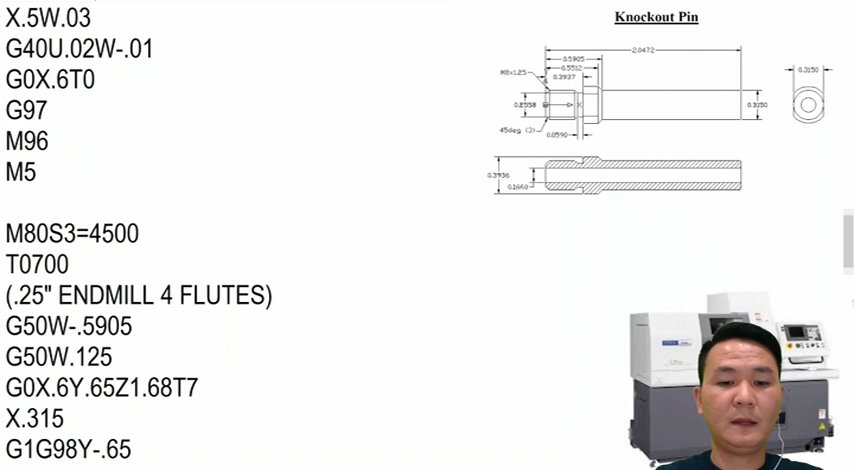 X.5W.03
G40U.02W-.01
G0X.6T0
G97
M96
M5
M80S3=4500
T0700
(.25" ENDMILL 4 FLUTES)
G50W-.5905
G50W.125
G0X.6Y.65Z1.68T7
X.315
G1G98Y-.65
Knockout Pin
2.0472
0.5905
0.5512
M8x1.25
0.3937
0.2558
X
0.3150
0.3150
45deg (3)
0.0590
0.3936
0.1660